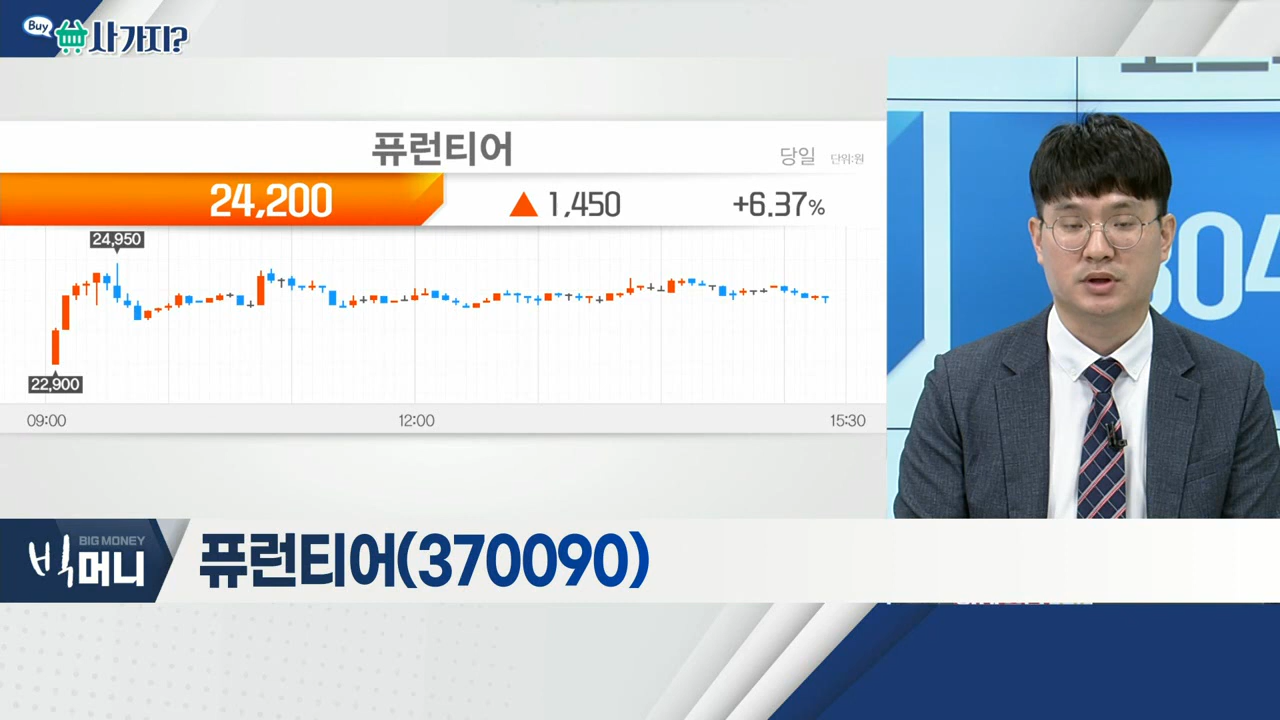 Buy
사가지?
퓨런티어
당일 단위:원
24,200 ▲ 1,450 +6.37%
24,950
22,900
09:00 12:00 15:30
304
BIG MONEY
빅머니
퓨런티어(370090)